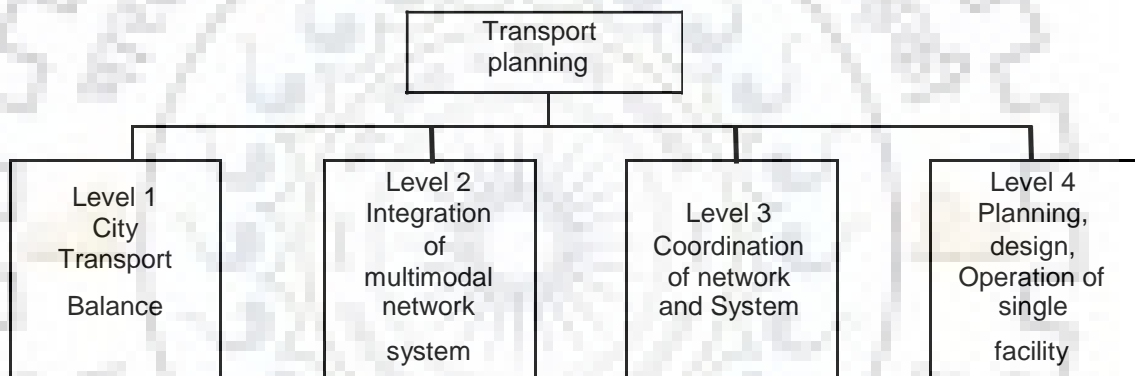 Transport
planning
Level 1
City
Transport
Balance
Level 2
Integration
of
multimodal
network
system
Level 3
Coordination
of network
and System
Level 4
Planning,
design,
Operation of
single
facility